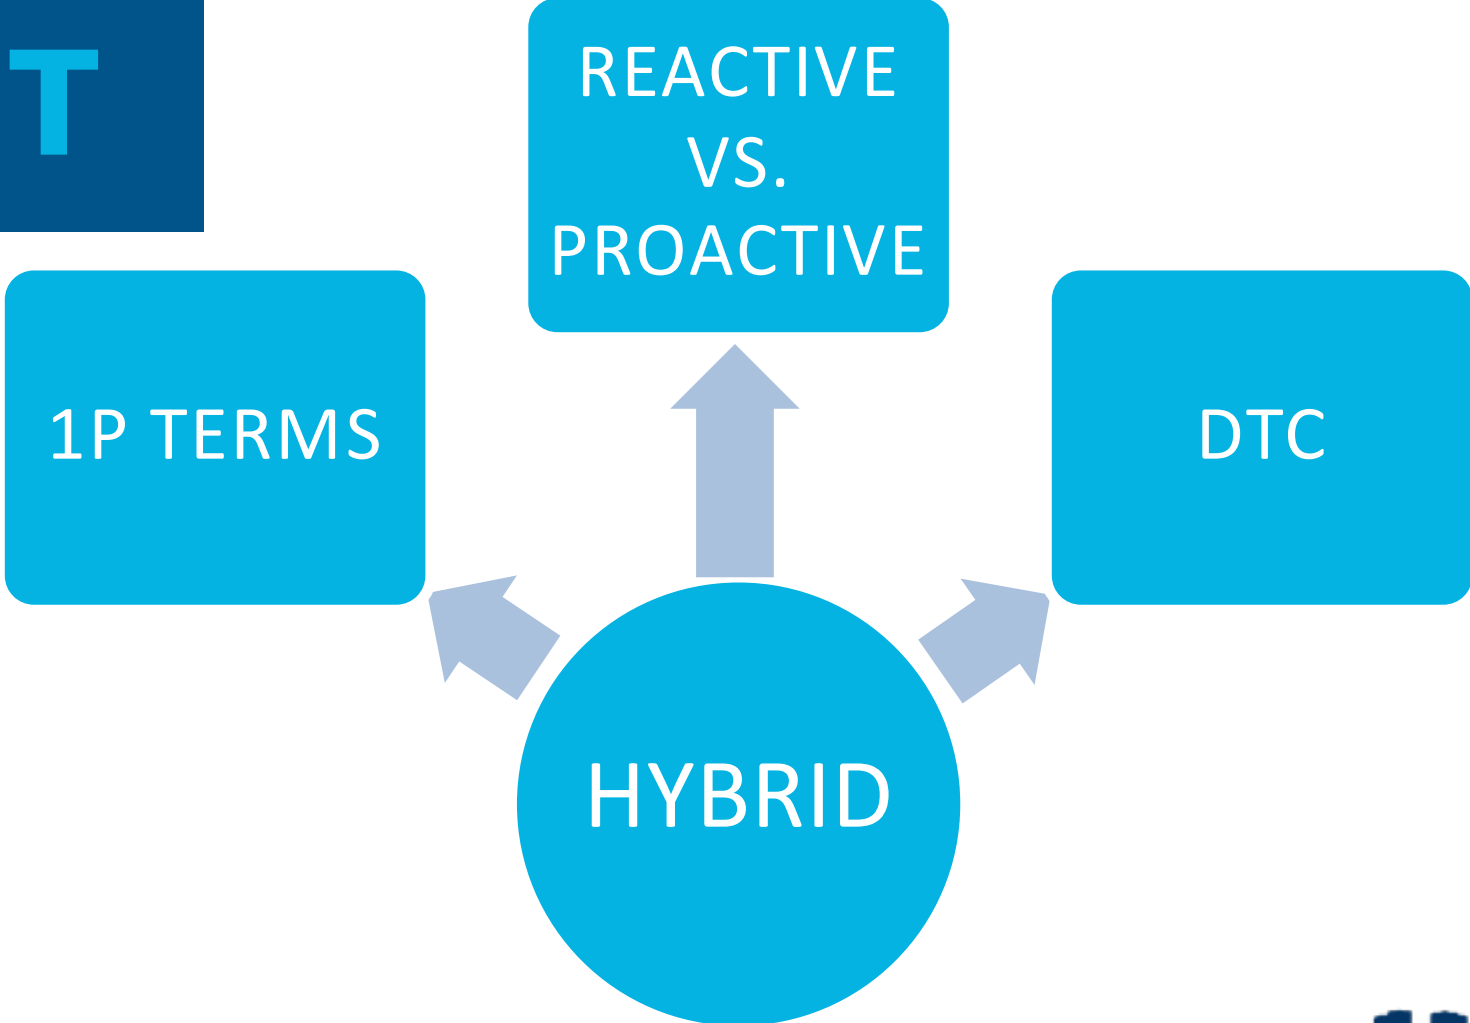 T
REACTIVE
VS.
PROACTIVE
1P TERMS
DTC
HYBRID